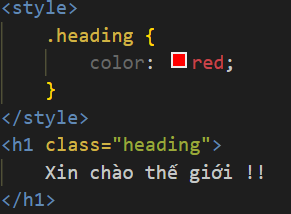 <style>
.heading {
color: red;
}
</style>
<h1 class="heading">
Xin chào thế giới !!
</h1>